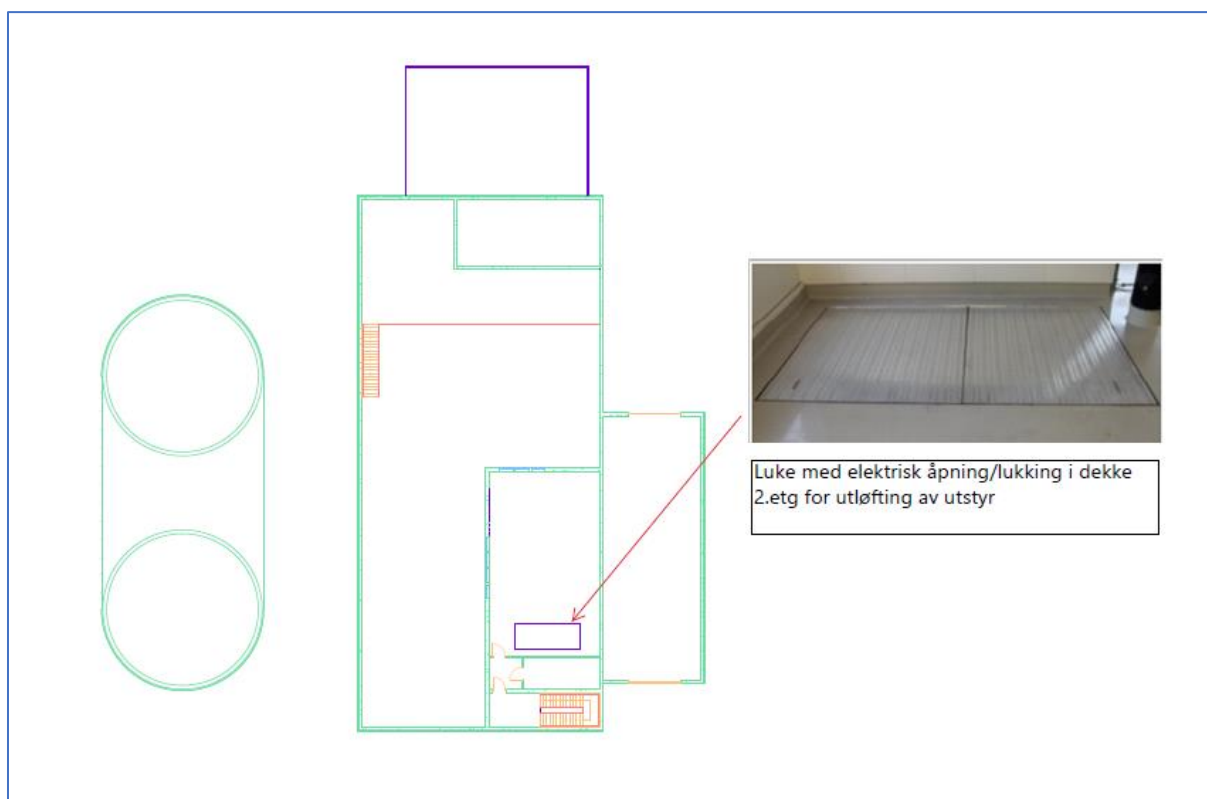 Luke med elektrisk åpning/lukking i dekke
2.etg for utløfting av utstyr